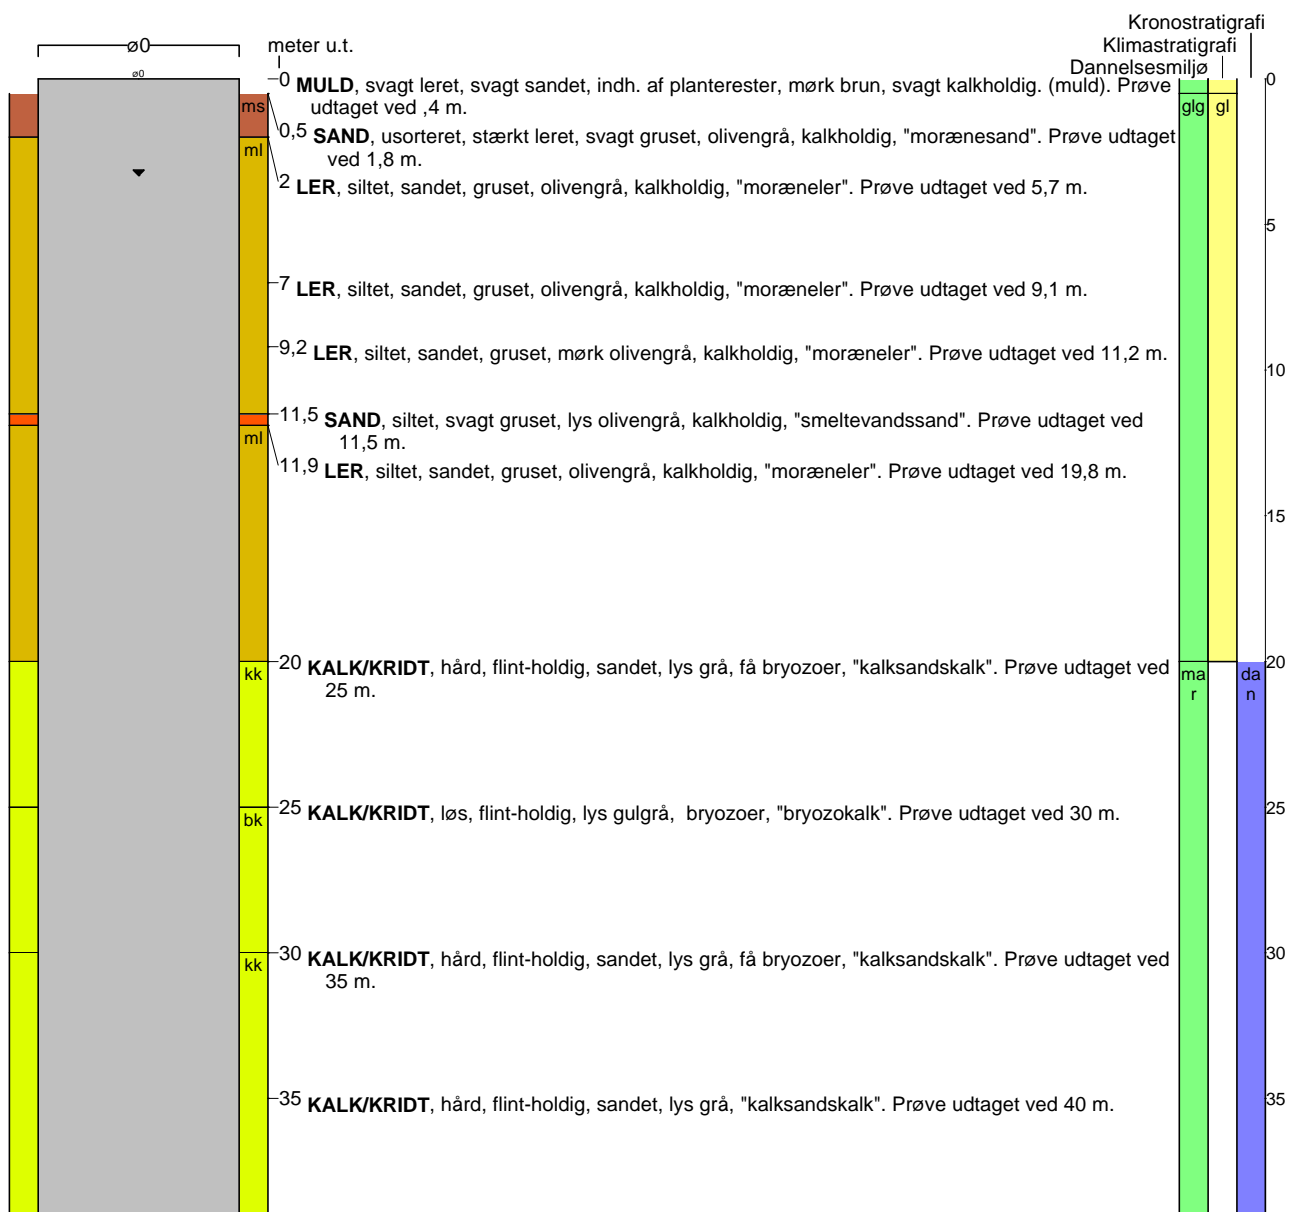 Kronostratigrafi
ø0
meter u.t.
Klimastratigrafi
Dannelsesmiljø
ø0
0 MULD, svagt leret, svagt sandet, indh. af planterester, mørk brun, svagt kalkholdig. (muld). Prøve
udtaget ved ,4 m.
0
ms
glg
gl
0,5 SAND, usorteret, stærkt leret, svagt gruset, olivengrå, kalkholdig, "morænesand". Prøve udtaget
ved 1,8 m.
ml
2 LER, siltet, sandet, gruset, olivengrå, kalkholdig, "moræneler". Prøve udtaget ved 5,7 m.
5
7 LER, siltet, sandet, gruset, olivengrå, kalkholdig, "moræneler". Prøve udtaget ved 9,1 m.
9,2 LER, siltet, sandet, gruset, mørk olivengrå, kalkholdig, "moræneler". Prøve udtaget ved 11,2 m.
10
11,5 SAND, siltet, svagt gruset, lys olivengrå, kalkholdig, "smeltevandssand". Prøve udtaget ved
11,5 m.
ml
11,9 LER, siltet, sandet, gruset, olivengrå, kalkholdig, "moræneler". Prøve udtaget ved 19,8 m.
15
20 KALK/KRIDT, hård, flint-holdig, sandet, lys grå, få bryozoer, "kalksandskalk". Prøve udtaget ved
25 m.
20
kk
ma
r
da
n
25 KALK/KRIDT, løs, flint-holdig, lys gulgrå, bryozoer, "bryozokalk". Prøve udtaget ved 30 m.
25
bk
30 KALK/KRIDT, hård, flint-holdig, sandet, lys grå, få bryozoer, "kalksandskalk". Prøve udtaget ved
35 m.
30
kk
35 KALK/KRIDT, hård, flint-holdig, sandet, lys grå, "kalksandskalk". Prøve udtaget ved 40 m.
35